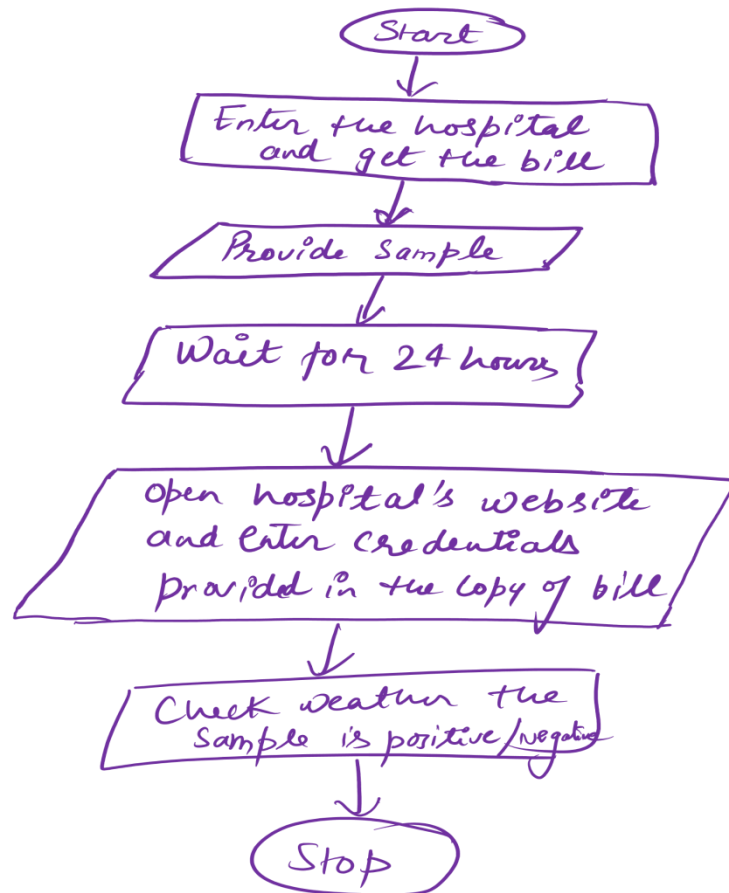 Start
Enter the hospital
and get the bill
Provide Sample
Wait for 24 hours
Open hospital's website
and enter credentials
provided in the copy of bill
Check weather the
sample is positive/negative
Stop